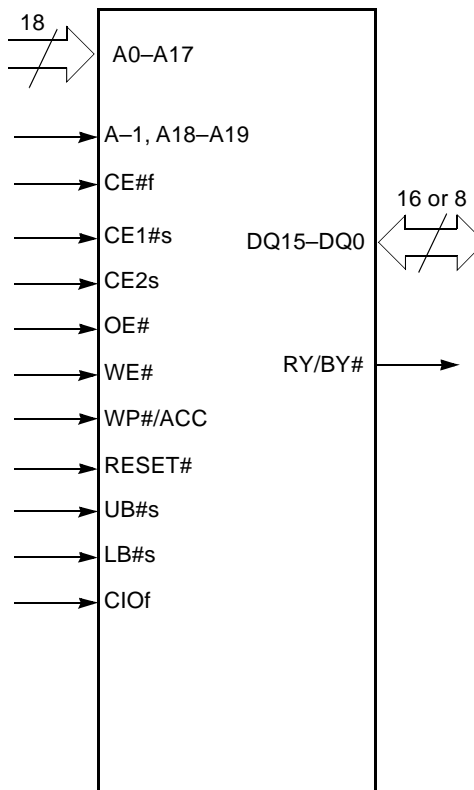 18
A0–A17
A–1, A18–A19
CE#f
CE1#s
16 or 8
DQ15–DQ0
CE2s
OE#
RY/BY#
WE#
WP#/ACC
RESET#
UB#s
LB#s
CIOf